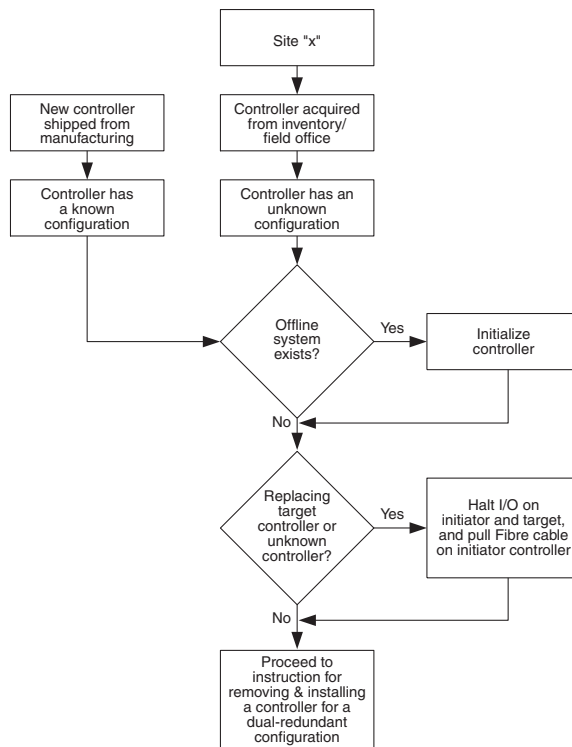 Site "x"
New controller
shipped from
manufacturing
Controller acquired
from inventory/
field office
Controller has
a known
configuration
Controller has an
unknown
configuration
Offline
system
exists?
Yes
Initialize
controller
No
Replacing
target
controller or
unknown
controller?
Yes
Halt I/O on
initiator and target,
and pull Fibre cable
on initiator controller
No
Proceed to
instruction for
removing & installing
a controller for a
dual-redundant
configuration